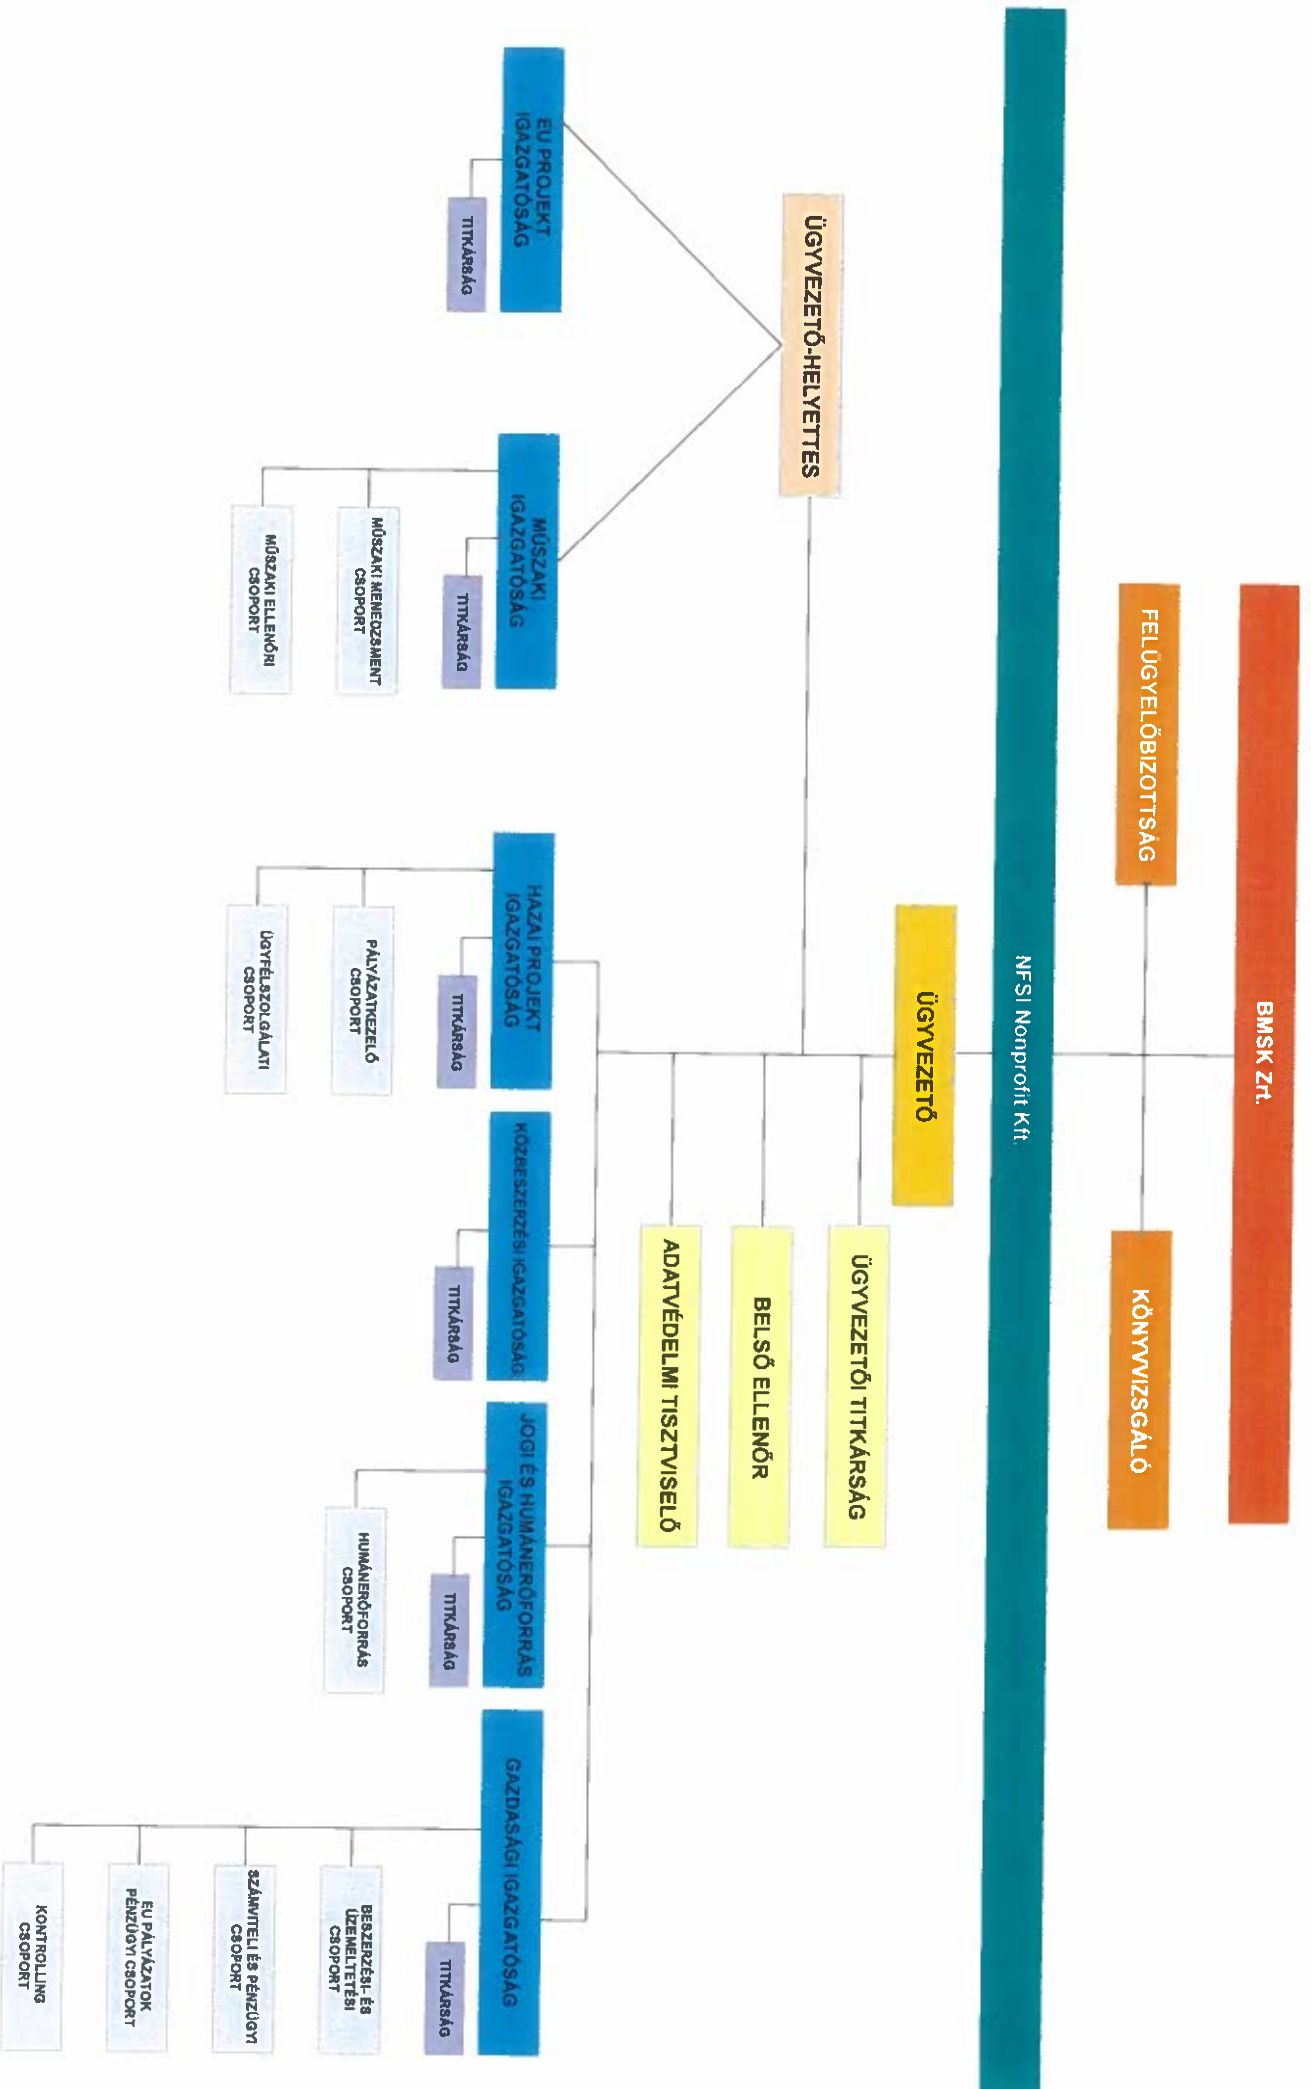 BMSK Zrt.
FELÜGYELŐBIZOTTSÁG
KÖNYVVIZSGÁLÓ
NFSI Nonprofit Kft.
ÜGYVEZETŐ
ÜGYVEZETŐ-HELYETTES
ÜGYVEZETŐI TITKÁRSÁG
BELSŐ ELLENŐR
ADATVÉDELMI TISZTVISELŐ
EU PROJEKT
IGAZGATÓSÁG
TITKÁRSÁG
MŰSZAKI
IGAZGATÓSÁG
TITKÁRSÁG
MŰSZAKI MENEDZSMENT
CSOPORT
MŰSZAKI ELLENŐRI
CSOPORT
HAZAI PROJEKT
IGAZGATÓSÁG
TITKÁRSÁG
PÁLYÁZATKEZELŐ
CSOPORT
ÜGYFÉLSZOLGÁLATI
CSOPORT
KÖZBESZERZÉSI IGAZGATÓSÁG
TITKÁRSÁG
JOGI ÉS HUMÁNERŐFORRÁS
IGAZGATÓSÁG
TITKÁRSÁG
HUMÁNERŐFORRÁS
CSOPORT
GAZDASÁGI IGAZGATÓSÁG
TITKÁRSÁG
BESZERZÉSI- ÉS
ÜZEMELTETÉSI
CSOPORT
SZÁMVITELI ÉS PÉNZÜGYI
CSOPORT
EU PÁLYÁZATOK
PÉNZÜGYI CSOPORT
KONTROLLING
CSOPORT